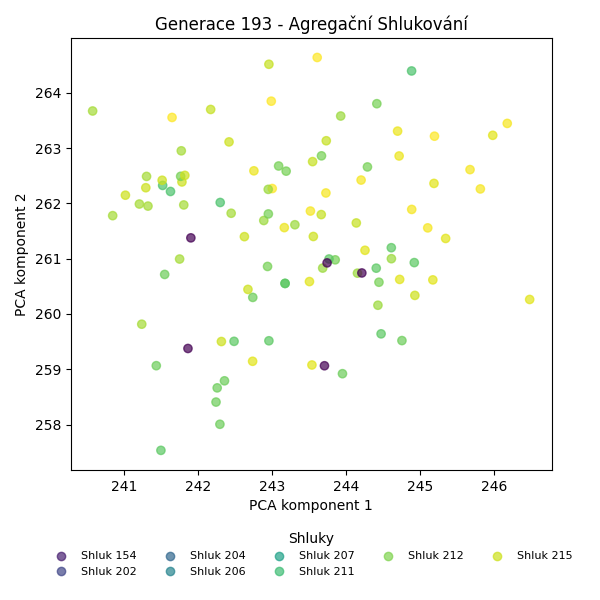 Generace 193 - Agregační Shlukování
PCA komponent 2
264
263
262
261
260
259
258
241 242 243 244 245 246
PCA komponent 1
Shluky
Shluk 154 Shluk 204 Shluk 207 Shluk 212 Shluk 215
Shluk 202 Shluk 206 Shluk 211